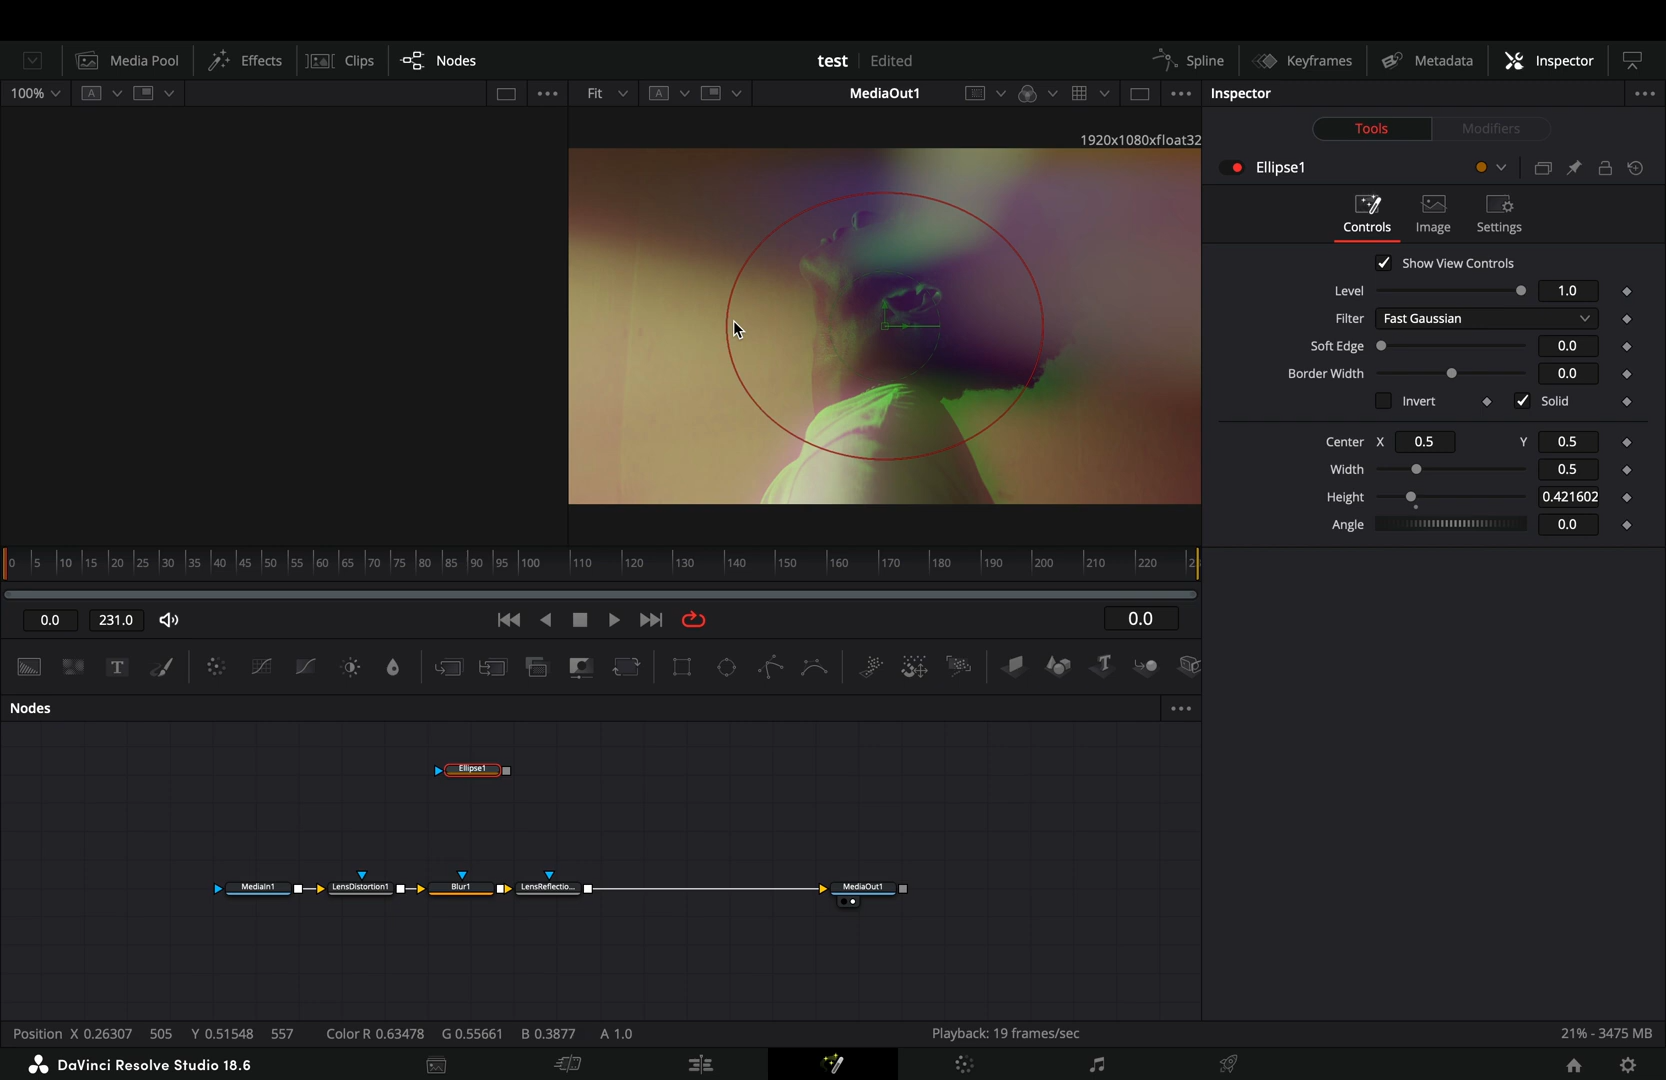 Media Pool Effects Clips Nodes test Edited Spline Keyframes Metadata Inspector
100% A Fit A MediaOut1 Inspector
1920x1080xfloat32
Tools Modifiers
Ellipse1
Controls Image Settings
Show View Controls
Level 1.0
Filter Fast Gaussian
Soft Edge 0.0
Border Width 0.0
Invert Solid
Center X 0.5 Y 0.5
Width 0.5
Height 0.421602
Angle 0.0
0 5 10 15 20 25 30 35 40 45 50 55 60 65 70 75 80 85 90 95 100 110 120 130 140 150 160 170 180 190 200 210 220 2
0.0 231.0 0.0
T T
Nodes
Ellipse1
MediaIn1 LensDistortion1 Blur1 LensReflectio... MediaOut1
Position X 0.26307 505 Y 0.51548 557 Color R 0.63478 G 0.55661 B 0.3877 A 1.0 Playback: 19 frames/sec 21% - 3475 MB
DaVinci Resolve Studio 18.6